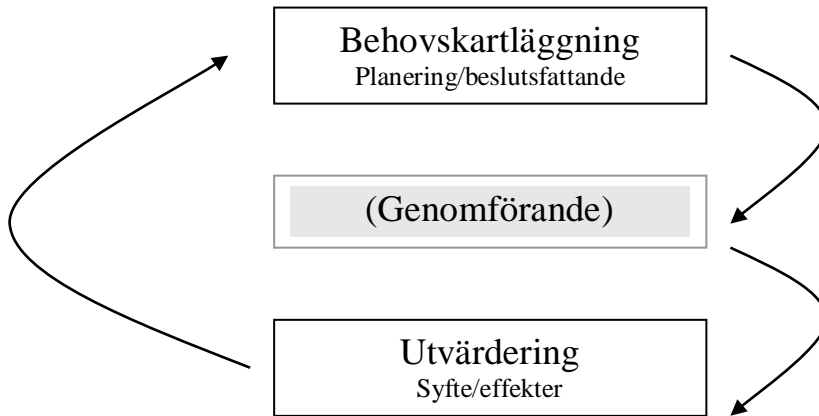 Behovskartläggning
Planering/beslutsfattande
(Genomförande)
Utvärdering
Syfte/effekter